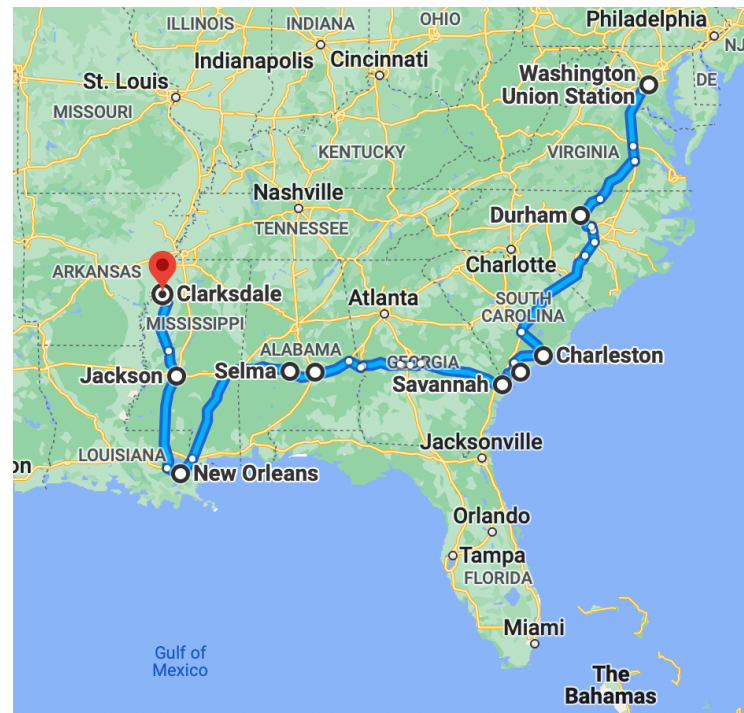 ILLINOIS
INDIANA
OHIO
Philadelphia
NJ
Indianapolis
Cincinnati
Washington
Union Station
DE
St. Louis
MISSOURI
KENTUCKY
VIRGINIA
Nashville
TENNESSEE
Durham
Charlotte
ARKANSAS
Clarksdale
MISSISSIPPI
Atlanta
SOUTH
CAROLINA
ALABAMA
GEORGIA
Charleston
Jackson
Selma
Savannah
LOUISIANA
Jacksonville
on
New Orleans
Orlando
Tampa
FLORIDA
Miami
Gulf of
Mexico
The
Bahamas